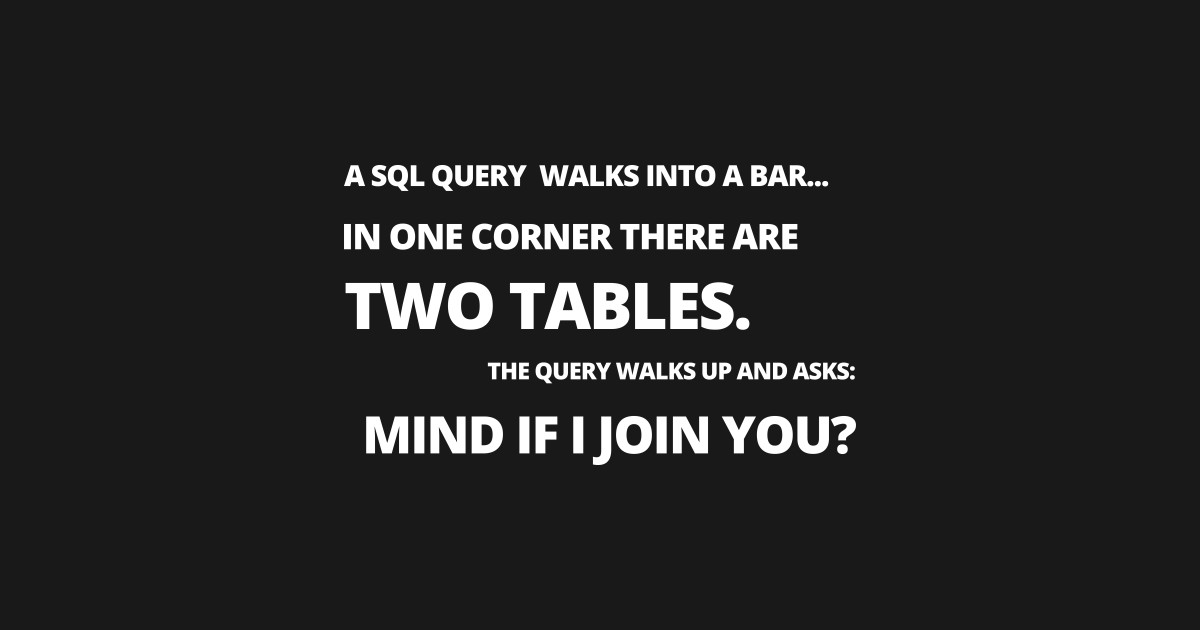 A SQL QUERY WALKS INTO A BAR...
IN ONE CORNER THERE ARE
TWO TABLES.
THE QUERY WALKS UP AND ASKS:
MIND IF I JOIN YOU?